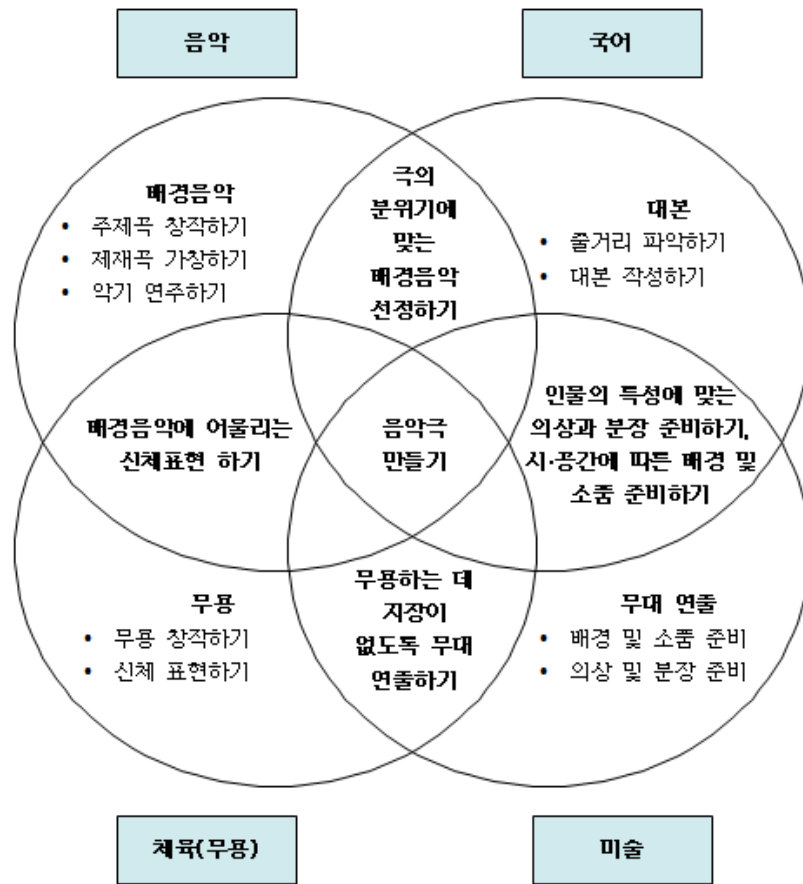 음악
국어
극의
분위기에
맞는
배경음악
선정하기
배경음악
• 주제곡 창작하기
• 제재곡 가창하기
• 악기 연주하기
대본
• 줄거리 파악하기
• 대본 작성하기
배경음악에 어울리는
신체표현 하기
음악극
만들기
인물의 특성에 맞는
의상과 분장 준비하기,
시·공간에 따른 배경 및
소품 준비하기
무용
• 무용 창작하기
• 신체 표현하기
무용하는 데
지장이
없도록 무대
연출하기
무대 연출
• 배경 및 소품 준비
• 의상 및 분장 준비
체육(무용)
미술